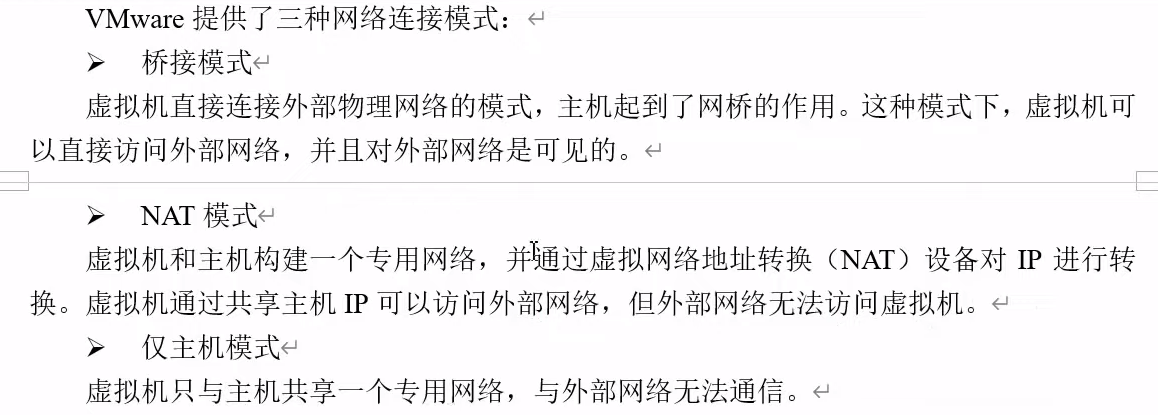 VMware 提供了三种网络连接模式：
➢ 桥接模式
虚拟机直接连接外部物理网络的模式，主机起到了网桥的作用。这种模式下，虚拟机可
以直接访问外部网络，并且对外部网络是可见的。
➢ NAT 模式
虚拟机和主机构建一个专用网络，并通过虚拟网络地址转换（NAT）设备对 IP 进行转
换。虚拟机通过共享主机 IP 可以访问外部网络，但外部网络无法访问虚拟机。
➢ 仅主机模式
虚拟机只与主机共享一个专用网络，与外部网络无法通信。